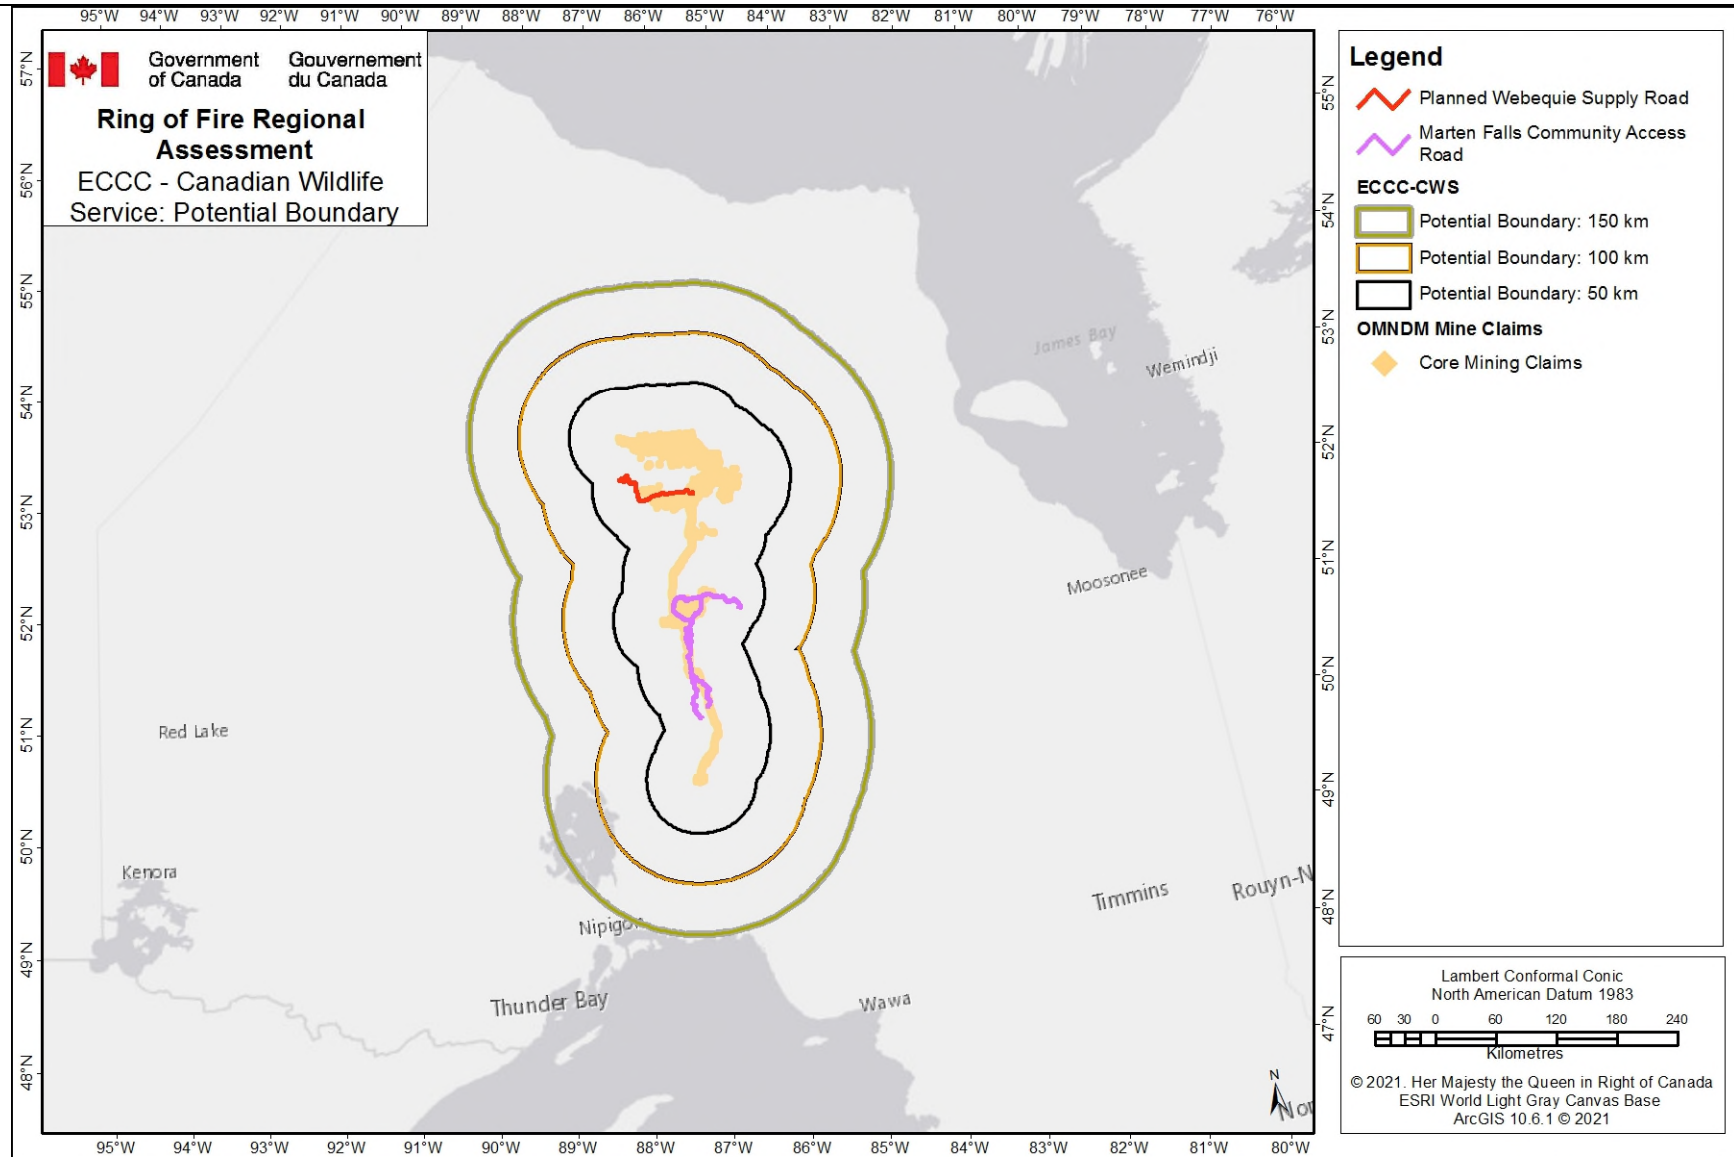 95°W 94°W 93°W 92°W 91°W 90°W 89°W 88°W 87°W 86°W 85°W 84°W 83°W 82°W 81°W 80°W 79°W 78°W 77°W 76°W
Government
of Canada
Gouvernement
du Canada
Ring of Fire Regional
Assessment
ECCC - Canadian Wildlife
Service: Potential Boundary
57°N
56°N
55°N
54°N
53°N
52°N
51°N
50°N
49°N
48°N
James Bay
Wemindji
Moosonee
Red Lake
Kenora
Nipigon
Timmins
Rouyn-N
Thunder Bay
Wawa
N
Nor
55°N
54°N
53°N
52°N
51°N
50°N
49°N
48°N
47°N
95°W 94°W 93°W 92°W 91°W 90°W 89°W 88°W 87°W 86°W 85°W 84°W 83°W 82°W 81°W 80°W
Legend
Planned Webequie Supply Road
Marten Falls Community Access
Road
ECCC-CWS
Potential Boundary: 150 km
Potential Boundary: 100 km
Potential Boundary: 50 km
OMNDM Mine Claims
Core Mining Claims
Lambert Conformal Conic
North American Datum 1983
60 30 0 60 120 180 240
Kilometres
© 2021. Her Majesty the Queen in Right of Canada
ESRI World Light Gray Canvas Base
ArcGIS 10.6.1 © 2021